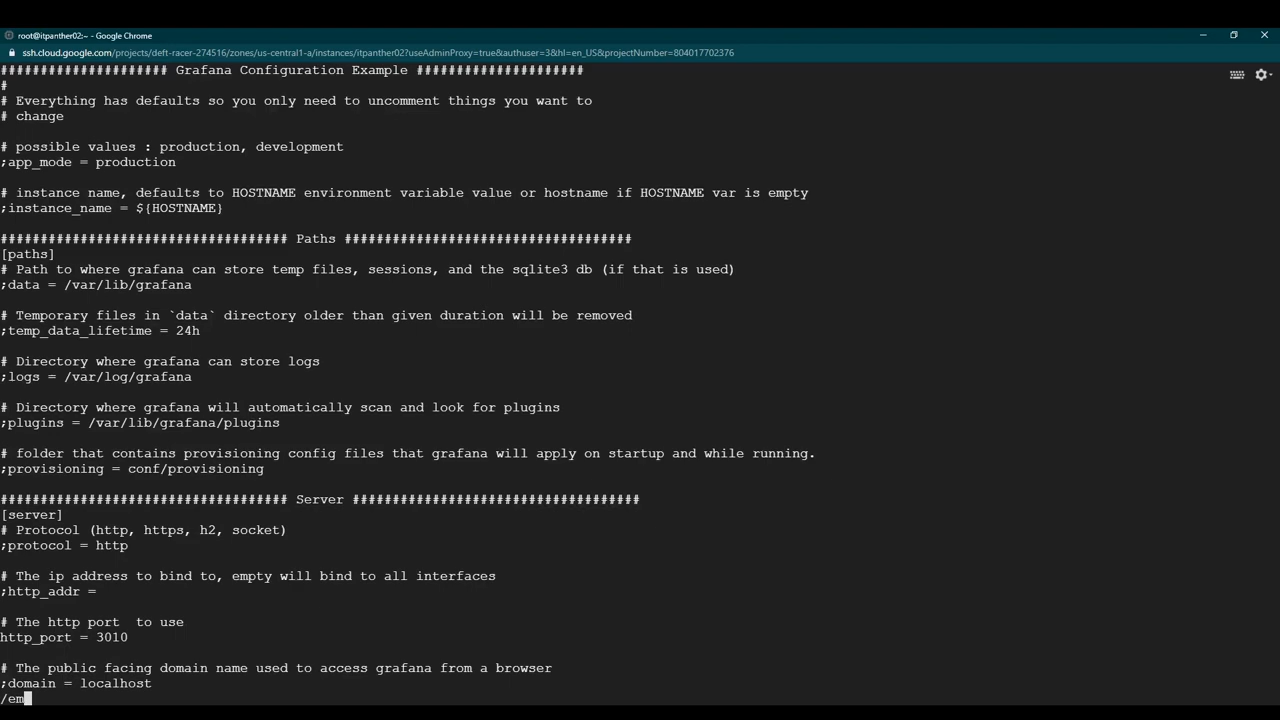 root@itpanther02:~ - Google Chrome
ssh.cloud.google.com/projects/deft-racer-274516/zones/us-central1-a/instances/itpanther02?useAdminProxy=true&authuser=3&hl=en_US&projectNumber=804017702376
##################### Grafana Configuration Example #####################
#
# Everything has defaults so you only need to uncomment things you want to
# change
# possible values : production, development
;app_mode = production
# instance name, defaults to HOSTNAME environment variable value or hostname if HOSTNAME var is empty
;instance_name = ${HOSTNAME}
#################################### Paths ####################################
[paths]
# Path to where grafana can store temp files, sessions, and the sqlite3 db (if that is used)
;data = /var/lib/grafana
# Temporary files in `data` directory older than given duration will be removed
;temp_data_lifetime = 24h
# Directory where grafana can store logs
;logs = /var/log/grafana
# Directory where grafana will automatically scan and look for plugins
;plugins = /var/lib/grafana/plugins
# folder that contains provisioning config files that grafana will apply on startup and while running.
;provisioning = conf/provisioning
#################################### Server ####################################
[server]
# Protocol (http, https, h2, socket)
;protocol = http
# The ip address to bind to, empty will bind to all interfaces
;http_addr =
# The http port  to use
http_port = 3010
# The public facing domain name used to access grafana from a browser
;domain = localhost
/em